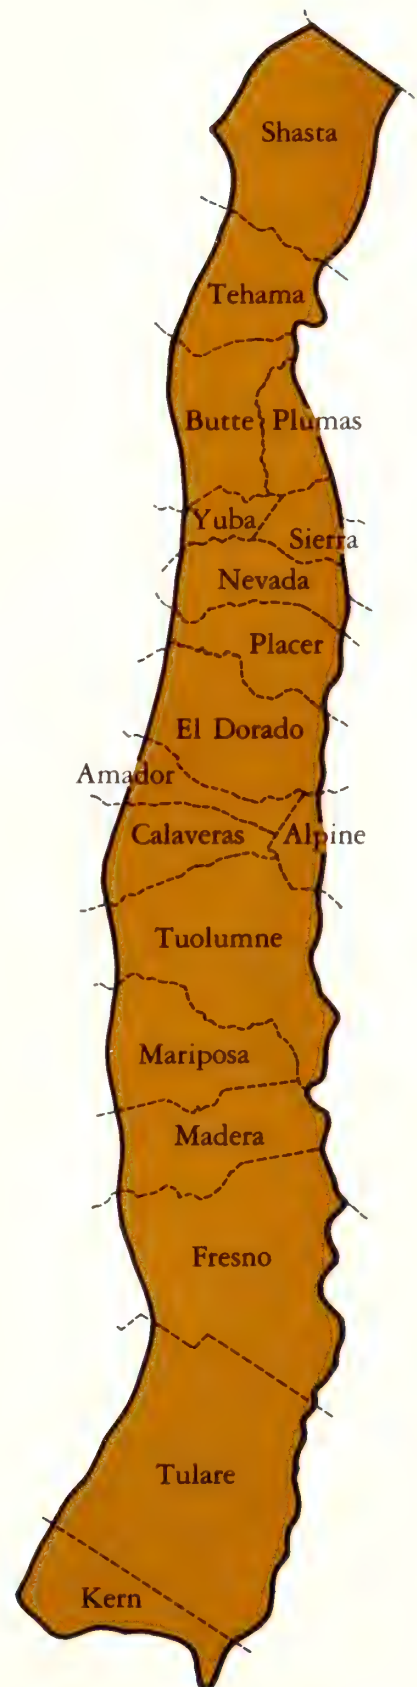 Shasta
Tehama
Butte
Plumas
Yuba
Sierra
Nevada
Placer
El Dorado
Amador
Calaveras
Alpine
Tuolumne
Mariposa
Madera
Fresno
Tulare
Kern